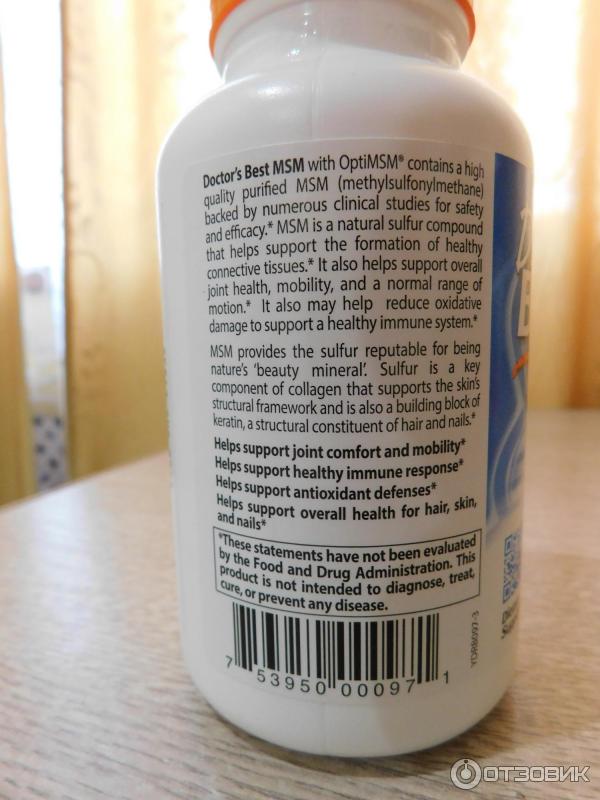 Doctor's Best MSM with OptiMSM® contains a high
quality purified MSM (methylsulfonylmethane)
backed by numerous clinical studies for safety
and efficacy.* MSM is a natural sulfur compound
that helps support the formation of healthy
connective tissues.* It also helps support overall
joint health, mobility, and a normal range of
motion.* It also may help reduce oxidative
damage to support a healthy immune system.*
MSM provides the sulfur reputable for being
nature's 'beauty mineral'. Sulfur is a key
component of collagen that supports the skin's
structural framework and is also a building block of
keratin, a structural constituent of hair and nails.*
Helps support joint comfort and mobility*
Helps support healthy immune response*
Helps support antioxidant defenses*
Helps support overall health for hair, skin,
and nails*
*These statements have not been evaluated
by the Food and Drug Administration. This
product is not intended to diagnose, treat,
cure, or prevent any disease.
7 53950 00097 1
ОТЗОВИК